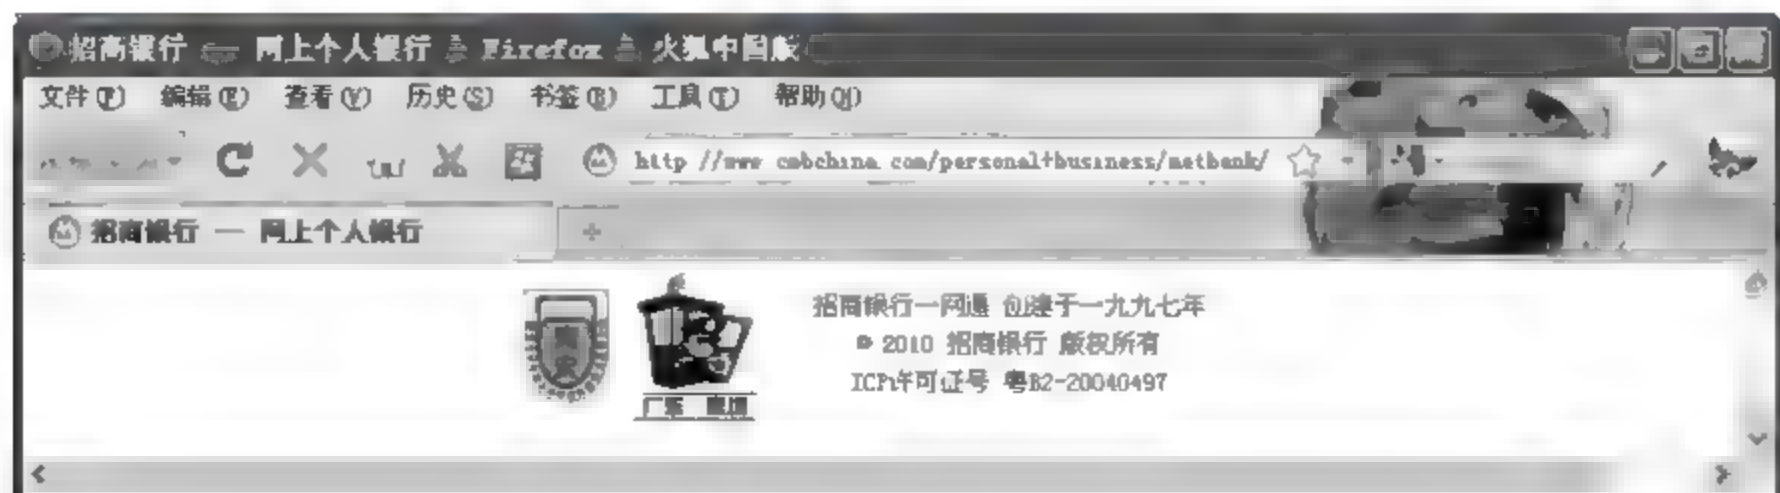 招商银行 — 网上个人银行 - Firefox - 火狐中国版
文件(F) 编辑(E) 查看(V) 历史(S) 书签(B) 工具(T) 帮助(H)
http://www.cmbchina.com/personal+business/netbank/
招商银行 — 网上个人银行
招商银行一网通 创建于一九九七年
© 2010 招商银行 版权所有
ICP许可证号 粤B2-20040497